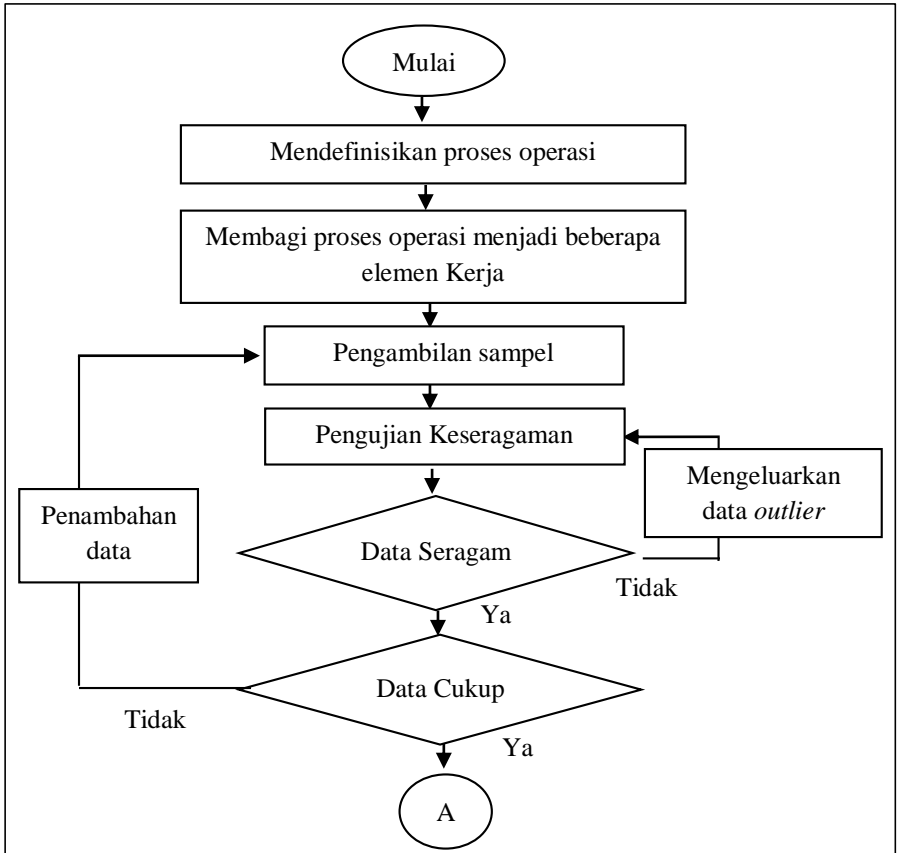 Mulai
Mendefinisikan proses operasi
Membagi proses operasi menjadi beberapa
elemen Kerja
Pengambilan sampel
Pengujian Keseragaman
Mengeluarkan
data outlier
Penambahan
data
Data Seragam
Tidak
Ya
Data Cukup
Tidak
Ya
A